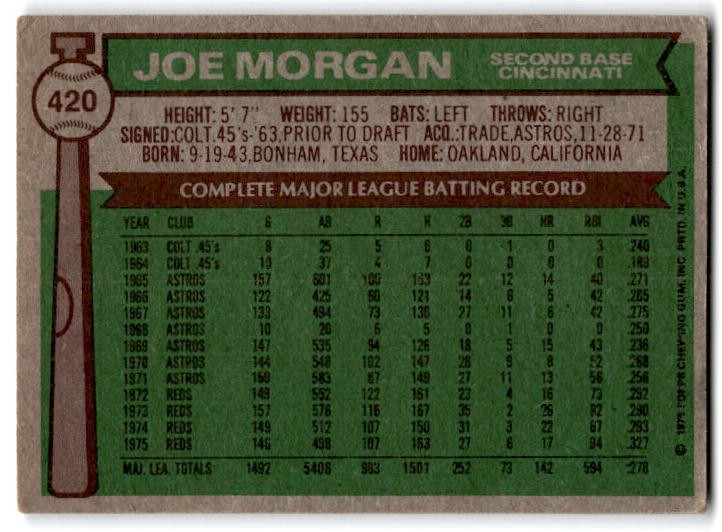 420
JOE MORGAN
SECOND BASE
CINCINNATI
HEIGHT: 5' 7" WEIGHT: 155 BATS: LEFT THROWS: RIGHT
SIGNED:COLT.45's-'63,PRIOR TO DRAFT ACQ.:TRADE,ASTROS,11-28-71
BORN: 9-19-43,BONHAM, TEXAS HOME: OAKLAND, CALIFORNIA
COMPLETE MAJOR LEAGUE BATTING RECORD
YEAR CLUB G AB R H 2B 3B HR RBI AVG
1963 COLT .45's 8 25 5 6 0 1 0 3 .240
1964 COLT .45's 10 37 4 7 0 0 0 0 .189
1965 ASTROS 157 601 100 163 22 12 14 40 .271
1966 ASTROS 122 425 60 121 14 8 5 42 .285
1967 ASTROS 133 494 73 136 27 11 6 42 .275
1968 ASTROS 10 20 6 5 0 1 0 0 .250
1969 ASTROS 147 535 94 126 18 5 15 43 .236
1970 ASTROS 144 548 102 147 28 9 8 52 .268
1971 ASTROS 160 583 87 149 27 11 13 56 .256
1972 REDS 149 552 122 161 23 4 16 73 .292
1973 REDS 157 576 116 167 35 2 26 82 .290
1974 REDS 149 512 107 150 31 3 22 67 .293
1975 REDS 146 498 107 163 27 6 17 94 .327
MAJ. LEA. TOTALS 1492 5406 983 1501 252 73 142 594 .278
TOPPS CHEWING GUM, INC. PRTD. IN U.S.A.